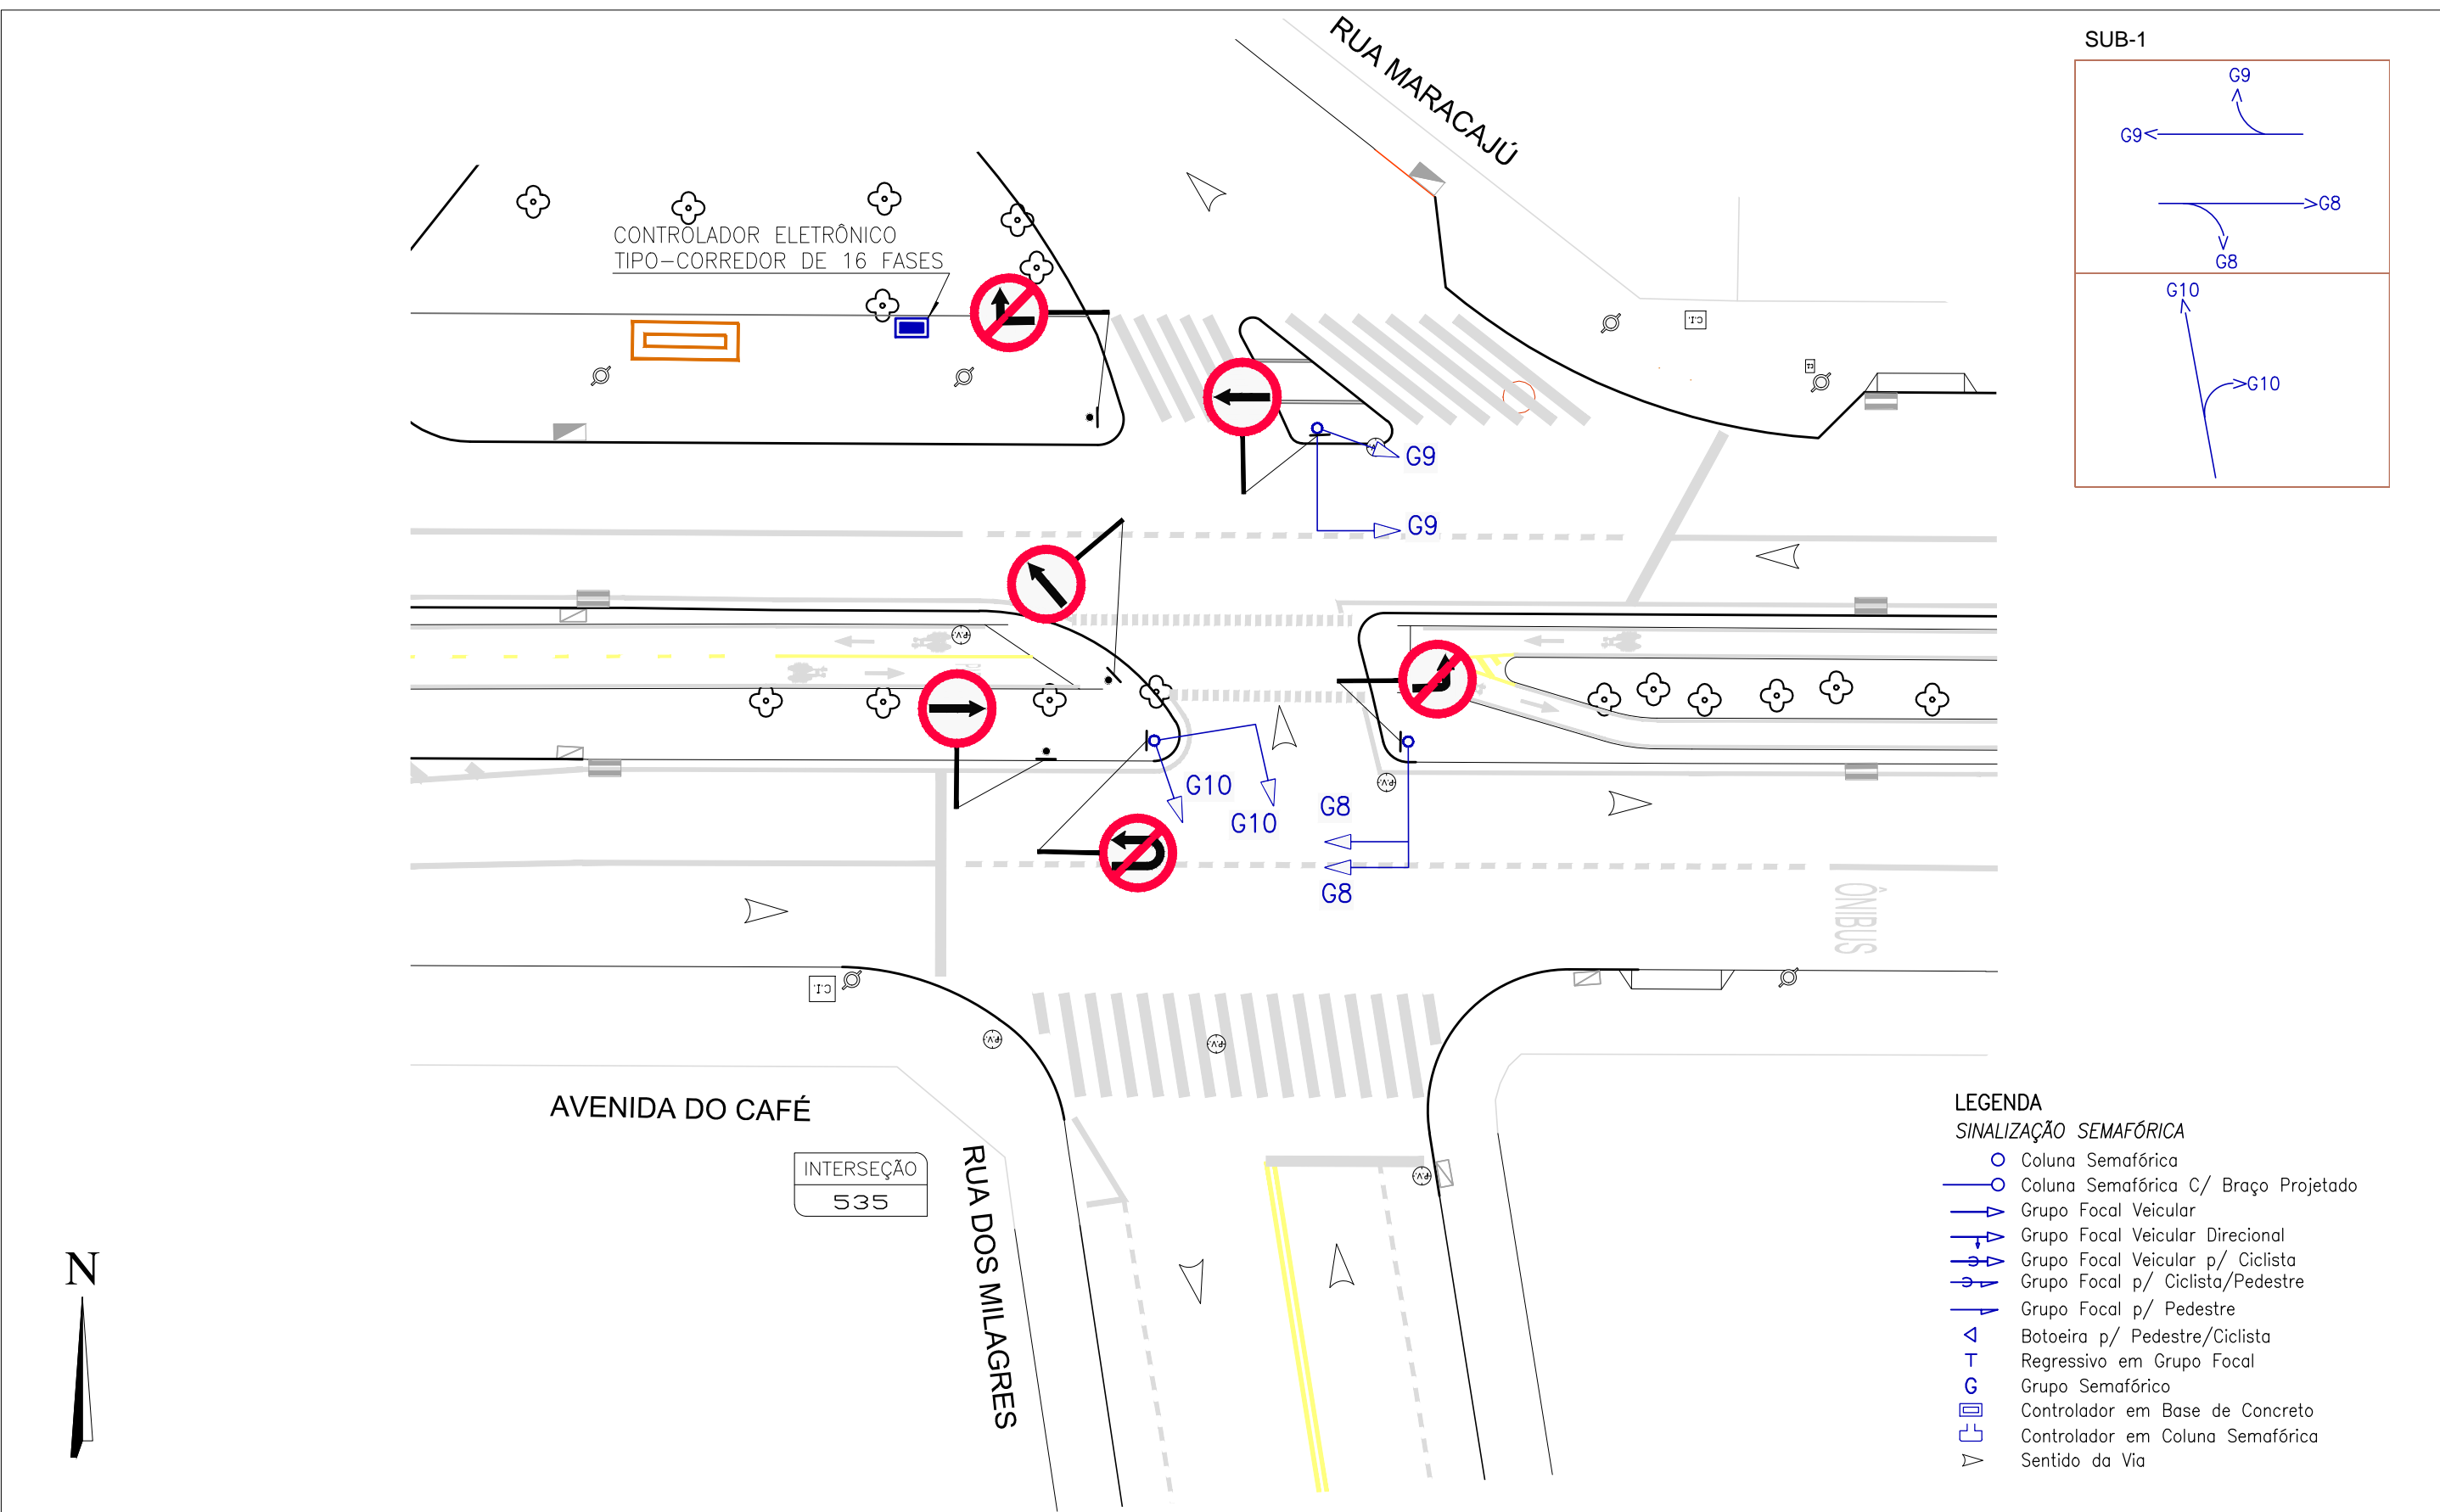 SUB-1
RUA MARACAJÚ
G9
G9
G8
G8
G10
G10
CONTROLADOR ELETRÔNICO
TIPO-CORREDOR DE 16 FASES
C.I.
C.I.
G9
G9
P.V.
G10
G10
G8
G8
P.V.
ÔNIBUS
C.I.
P.V.
P.V.
P.V.
AVENIDA DO CAFÉ
INTERSEÇÃO
535
RUA DOS MILAGRES
N
LEGENDA
SINALIZAÇÃO SEMAFÓRICA
Coluna Semafórica
Coluna Semafórica C/ Braço Projetado
Grupo Focal Veicular
Grupo Focal Veicular Direcional
Grupo Focal Veicular p/ Ciclista
Grupo Focal p/ Ciclista/Pedestre
Grupo Focal p/ Pedestre
Botoeira p/ Pedestre/Ciclista
T Regressivo em Grupo Focal
G Grupo Semafórico
Controlador em Base de Concreto
Controlador em Coluna Semafórica
Sentido da Via